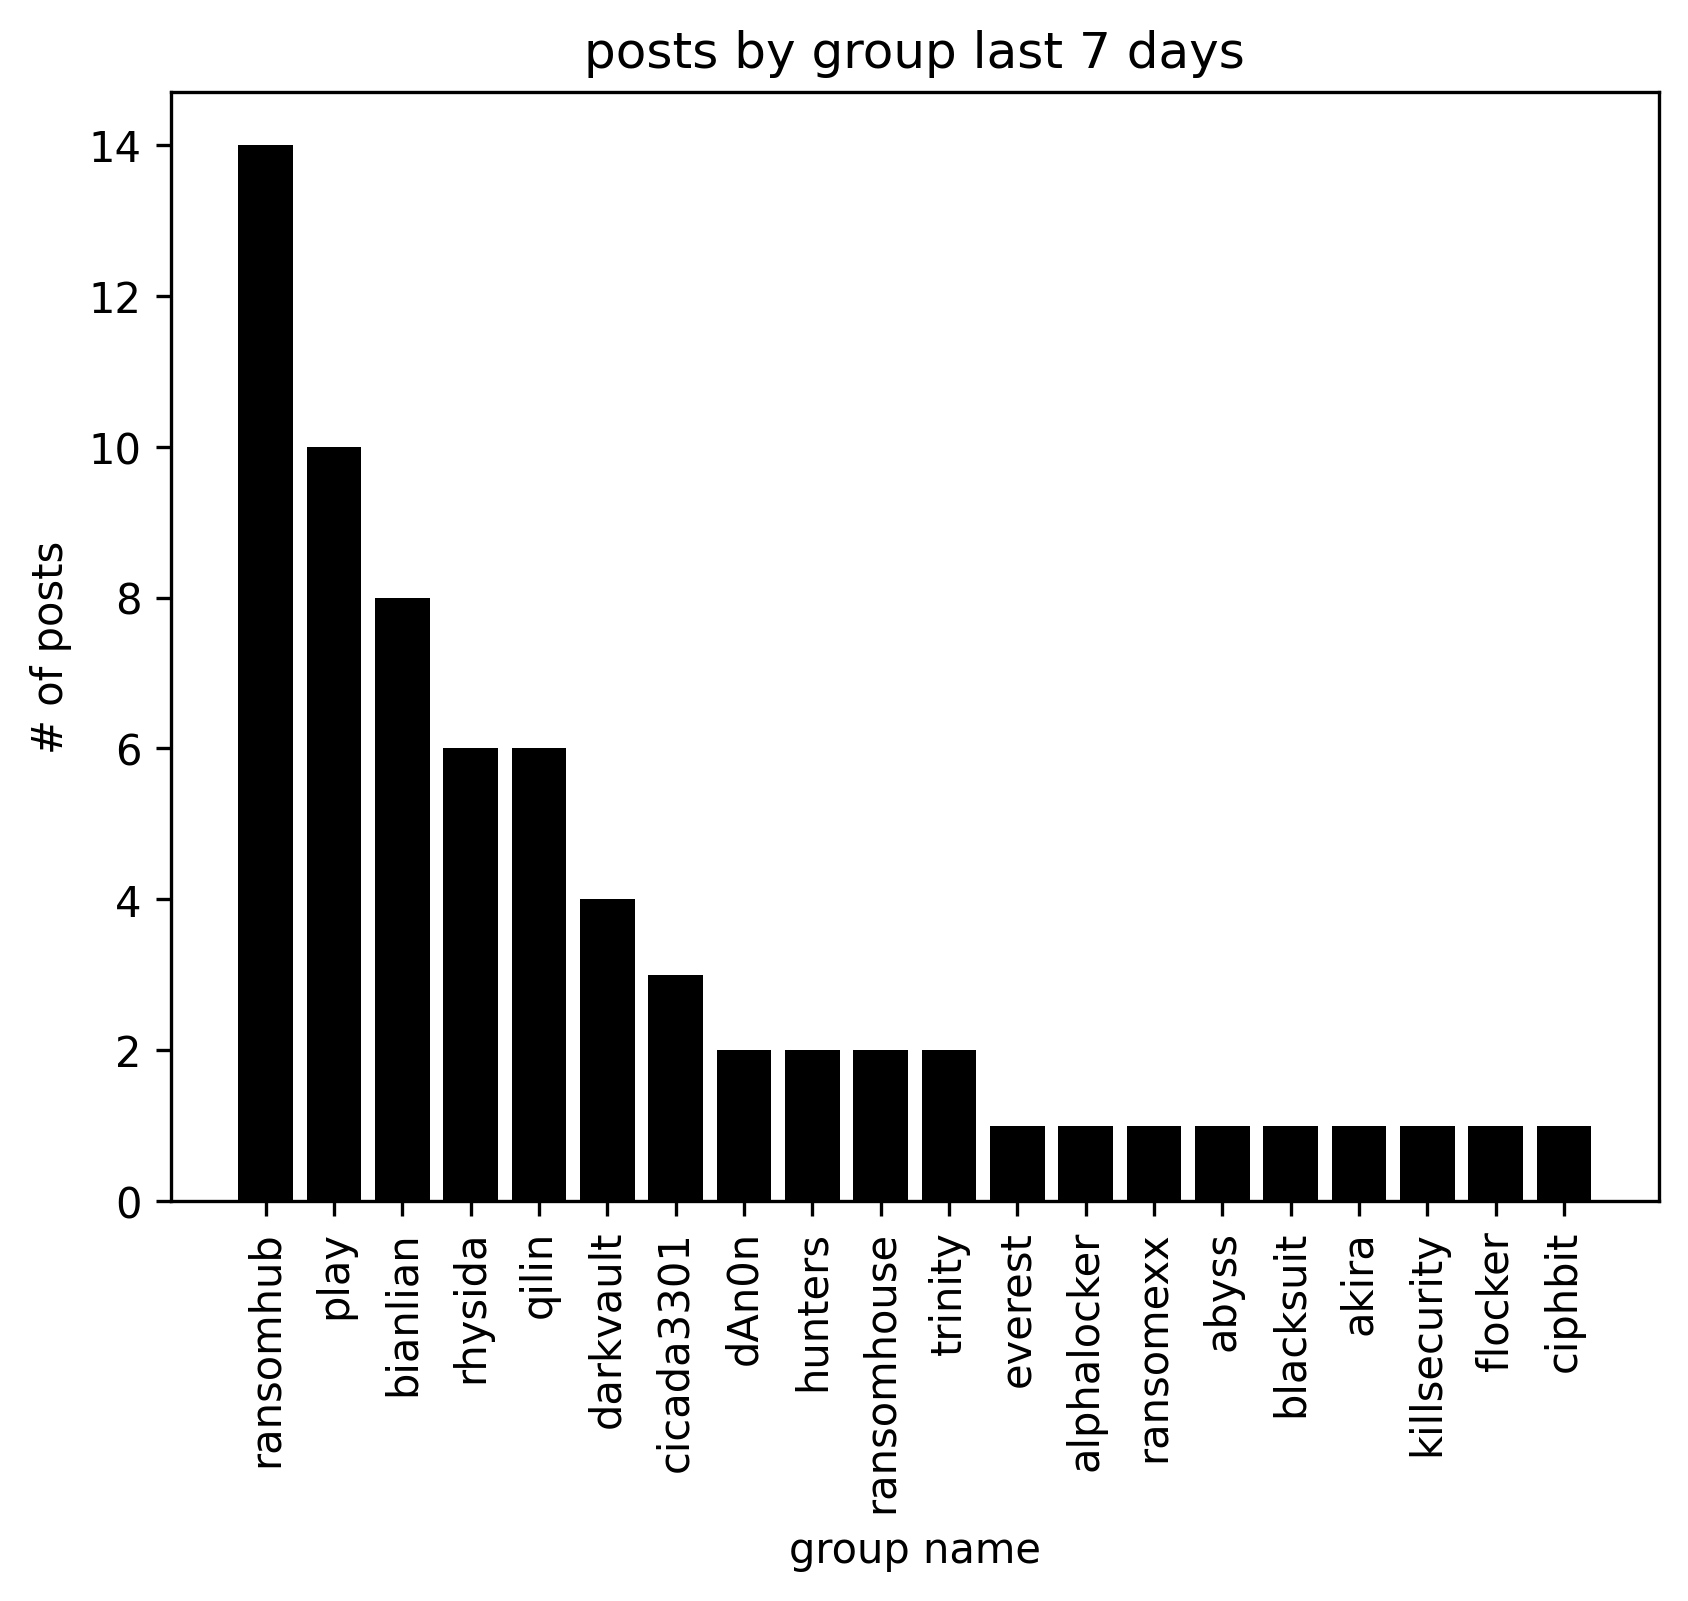 posts by group last 7 days
# of posts
14
12
10
8
6
4
2
0
ransomhub
play
bianlian
rhysida
qilin
darkvault
cicada3301
dAn0n
hunters
ransomhouse
trinity
everest
alphalocker
ransomexx
abyss
blacksuit
akira
killsecurity
flocker
ciphbit
group name